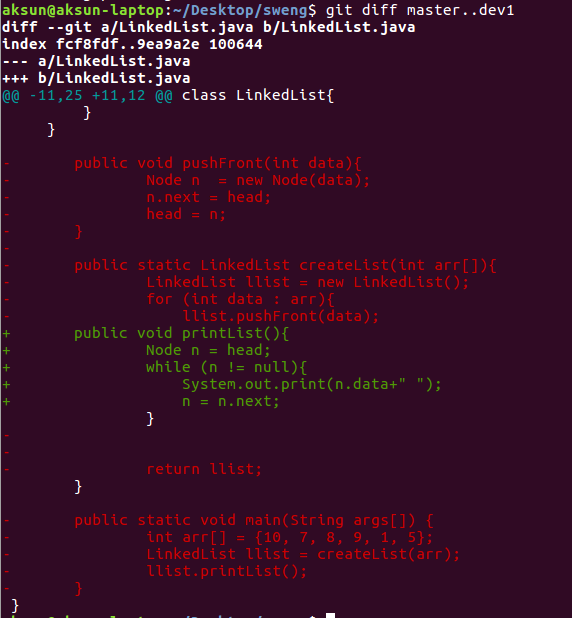 aksun@aksun-laptop:~/Desktop/sweng$ git diff master..dev1
diff --git a/LinkedList.java b/LinkedList.java
index fcf8fdf..9ea9a2e 100644
--- a/LinkedList.java
+++ b/LinkedList.java
@@ -11,25 +11,12 @@ class LinkedList{
         }
     }
 
-       public void pushFront(int data){
-               Node n  = new Node(data);
-               n.next = head;
-               head = n;
-       }
-
-       public static LinkedList createList(int arr[]){
-               LinkedList llist = new LinkedList();
-               for (int data : arr){
-                   llist.pushFront(data);
+       public void printList(){
+               Node n = head;
+               while (n != null){
+                   System.out.print(n.data+" ");
+                   n = n.next;
                }
-
-
-               return llist;
        }
 
-       public static void main(String args[]) {
-               int arr[] = {10, 7, 8, 9, 1, 5};
-               LinkedList llist = createList(arr);
-               llist.printList();
-       }
 }